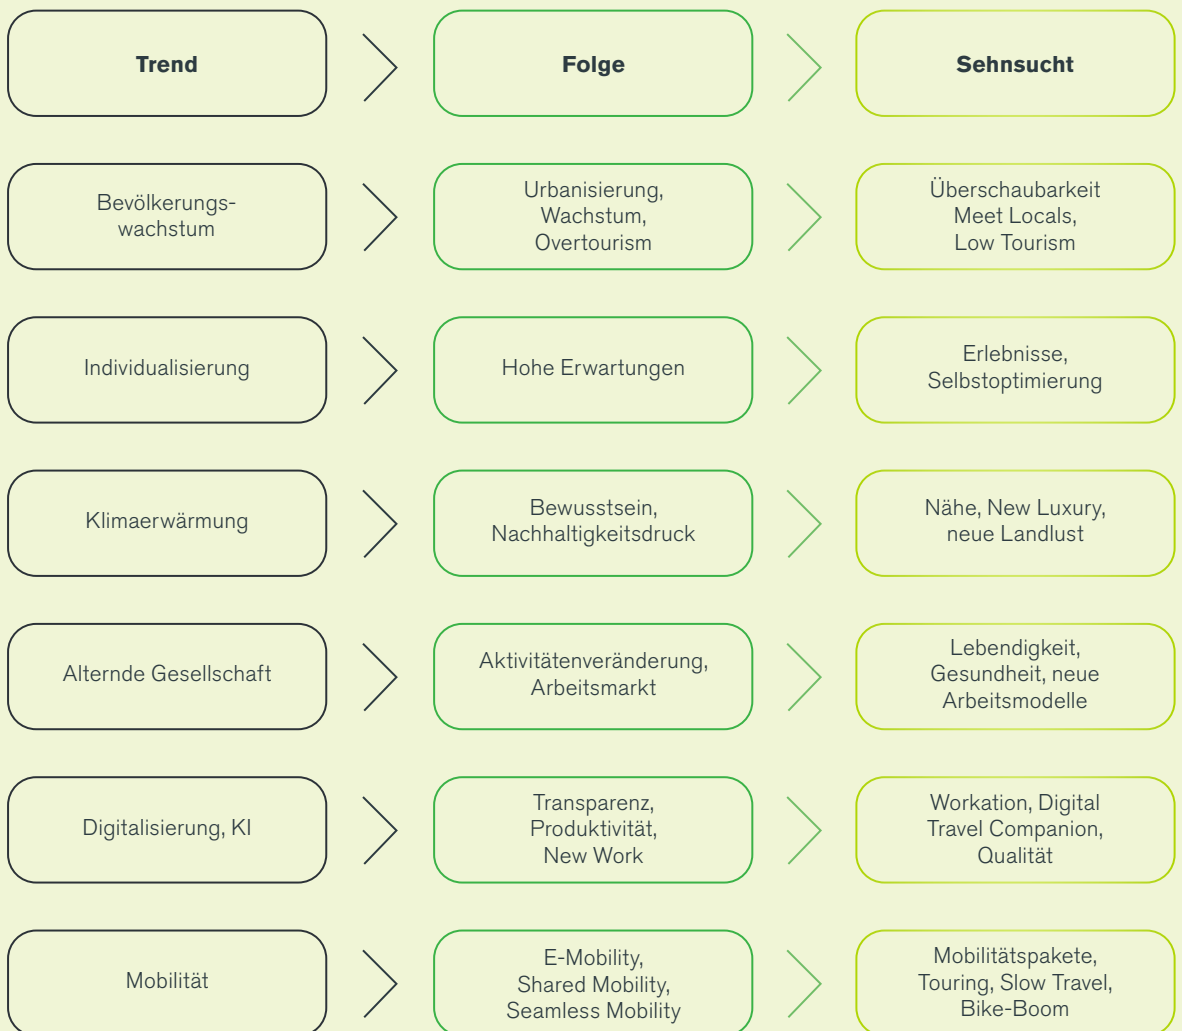 Trend
Folge
Sehnsucht
Bevölkerungs-
wachstum
Urbanisierung,
Wachstum,
Overtourism
Überschaubarkeit
Meet Locals,
Low Tourism
Individualisierung
Hohe Erwartungen
Erlebnisse,
Selbstoptimierung
Klimaerwärmung
Bewusstsein,
Nachhaltigkeitsdruck
Nähe, New Luxury,
neue Landlust
Alternde Gesellschaft
Aktivitätenveränderung,
Arbeitsmarkt
Lebendigkeit,
Gesundheit, neue
Arbeitsmodelle
Digitalisierung, KI
Transparenz,
Produktivität,
New Work
Workation, Digital
Travel Companion,
Qualität
Mobilität
E-Mobility,
Shared Mobility,
Seamless Mobility
Mobilitätspakete,
Touring, Slow Travel,
Bike-Boom